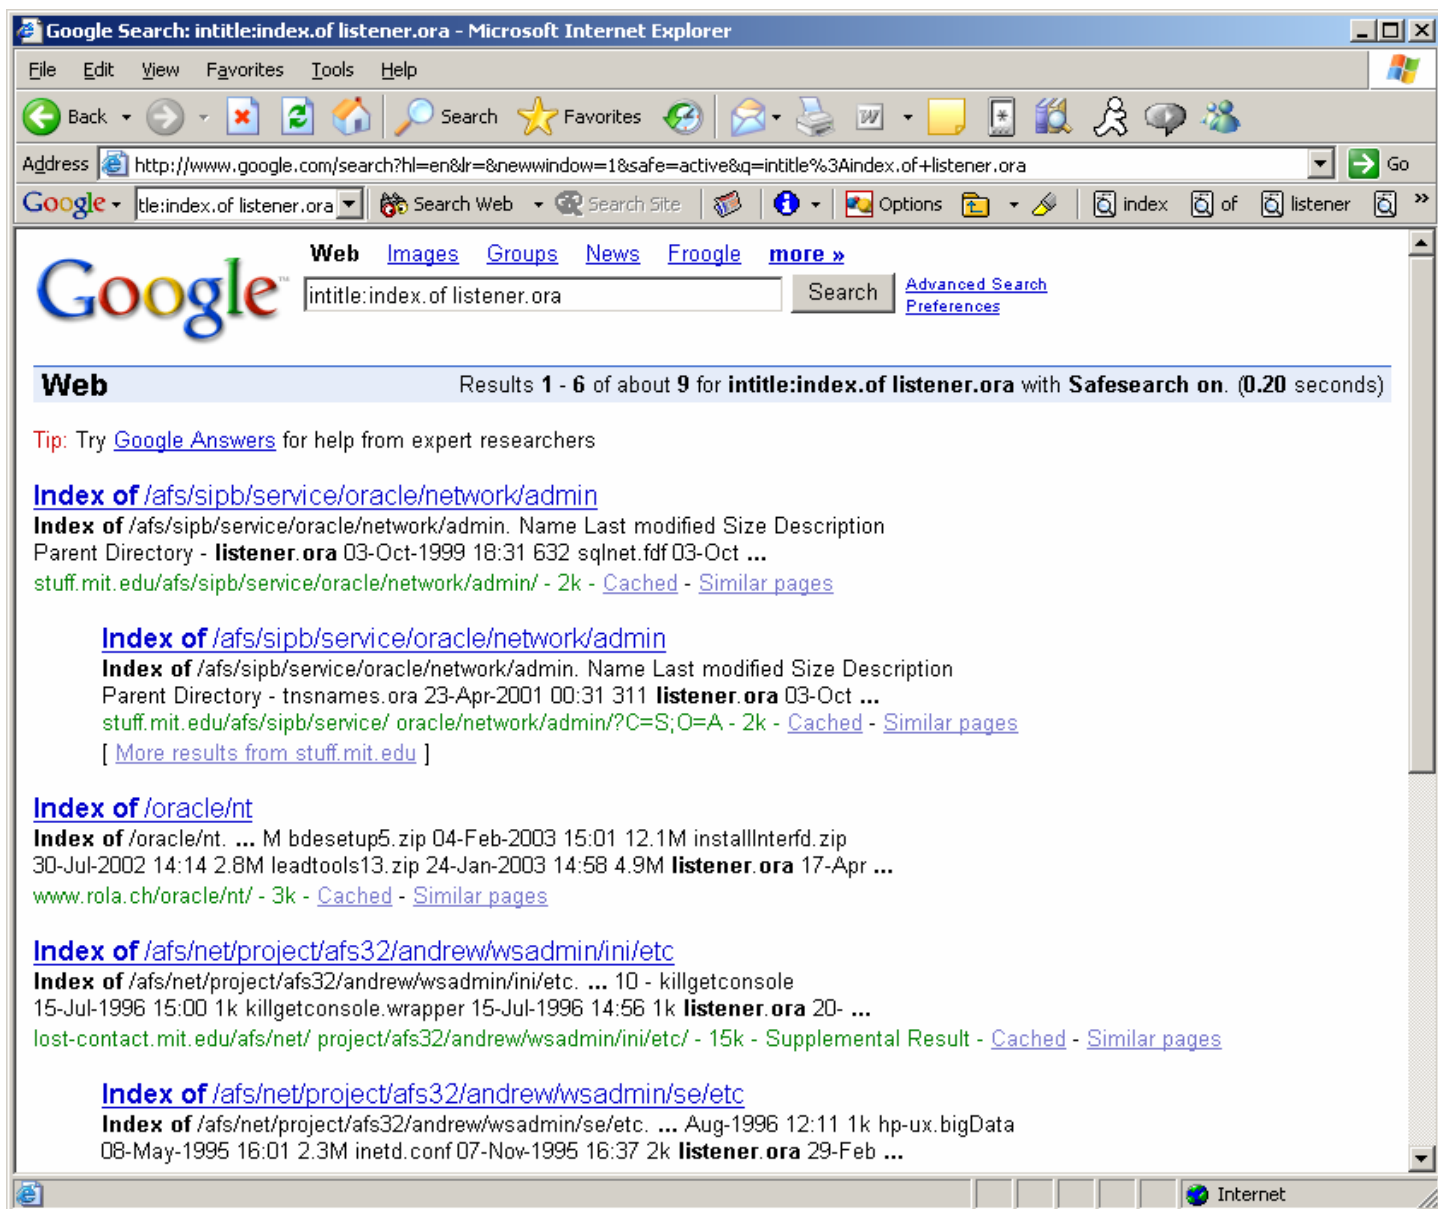 Google Search: intitle:index.of listener.ora - Microsoft Internet Explorer
File Edit View Favorites Tools Help
Back Search Favorites
Address http://www.google.com/search?hl=en&lr=&newwindow=1&safe=active&q=intitle%3Aindex.of+listener.ora Go
Google tle:index.of listener.ora Search Web Search Site Options index of listener »
Web Images Groups News Froogle more »
Google™ intitle:index.of listener.ora Search Advanced Search
Preferences
Web Results 1 - 6 of about 9 for intitle:index.of listener.ora with Safesearch on. (0.20 seconds)
Tip: Try Google Answers for help from expert researchers
Index of /afs/sipb/service/oracle/network/admin
Index of /afs/sipb/service/oracle/network/admin. Name Last modified Size Description
Parent Directory - listener.ora 03-Oct-1999 18:31 632 sqlnet.fdf 03-Oct ...
stuff.mit.edu/afs/sipb/service/oracle/network/admin/ - 2k - Cached - Similar pages
Index of /afs/sipb/service/oracle/network/admin
Index of /afs/sipb/service/oracle/network/admin. Name Last modified Size Description
Parent Directory - tnsnames.ora 23-Apr-2001 00:31 311 listener.ora 03-Oct ...
stuff.mit.edu/afs/sipb/service/ oracle/network/admin/?C=S;O=A - 2k - Cached - Similar pages
[ More results from stuff.mit.edu ]
Index of /oracle/nt
Index of /oracle/nt. ... M bdesetup5.zip 04-Feb-2003 15:01 12.1M installInterfd.zip
30-Jul-2002 14:14 2.8M leadtools13.zip 24-Jan-2003 14:58 4.9M listener.ora 17-Apr ...
www.rola.ch/oracle/nt/ - 3k - Cached - Similar pages
Index of /afs/net/project/afs32/andrew/wsadmin/ini/etc
Index of /afs/net/project/afs32/andrew/wsadmin/ini/etc. ... 10 - killgetconsole
15-Jul-1996 15:00 1k killgetconsole.wrapper 15-Jul-1996 14:56 1k listener.ora 20- ...
lost-contact.mit.edu/afs/net/ project/afs32/andrew/wsadmin/ini/etc/ - 15k - Supplemental Result - Cached - Similar pages
Index of /afs/net/project/afs32/andrew/wsadmin/se/etc
Index of /afs/net/project/afs32/andrew/wsadmin/se/etc. ... Aug-1996 12:11 1k hp-ux.bigData
08-May-1995 16:01 2.3M inetd.conf 07-Nov-1995 16:37 2k listener.ora 29-Feb ...
Internet